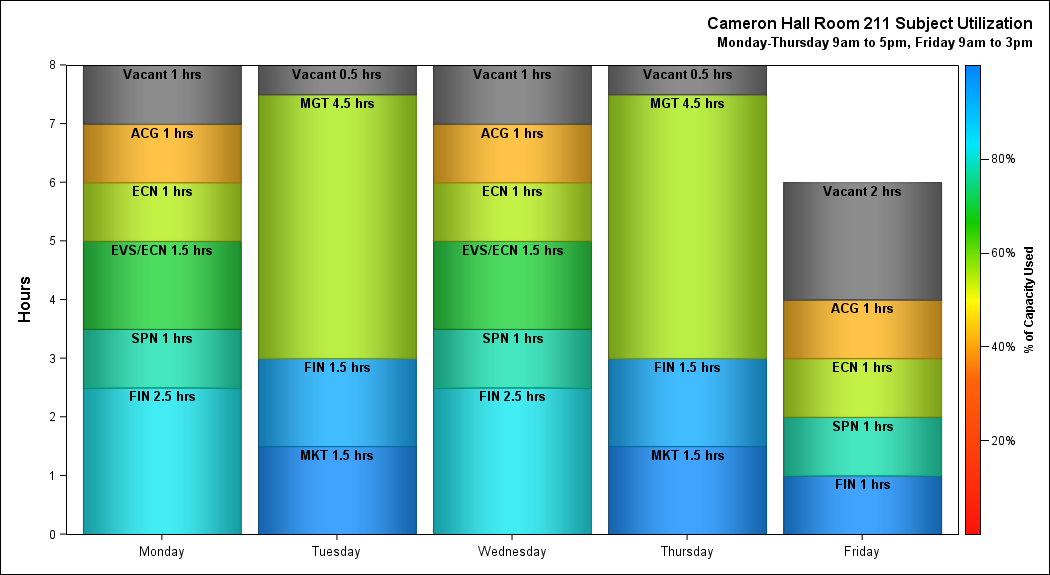 Cameron Hall Room 211 Subject Utilization
Monday-Thursday 9am to 5pm, Friday 9am to 3pm
Hours
8
7
6
5
4
3
2
1
0
Vacant 1 hrs
ACG 1 hrs
ECN 1 hrs
EVS/ECN 1.5 hrs
SPN 1 hrs
FIN 2.5 hrs
Monday
Vacant 0.5 hrs
MGT 4.5 hrs
FIN 1.5 hrs
MKT 1.5 hrs
Tuesday
Vacant 1 hrs
ACG 1 hrs
ECN 1 hrs
EVS/ECN 1.5 hrs
SPN 1 hrs
FIN 2.5 hrs
Wednesday
Vacant 0.5 hrs
MGT 4.5 hrs
FIN 1.5 hrs
MKT 1.5 hrs
Thursday
Vacant 2 hrs
ACG 1 hrs
ECN 1 hrs
SPN 1 hrs
FIN 1 hrs
Friday
80%
60%
40%
20%
% of Capacity Used